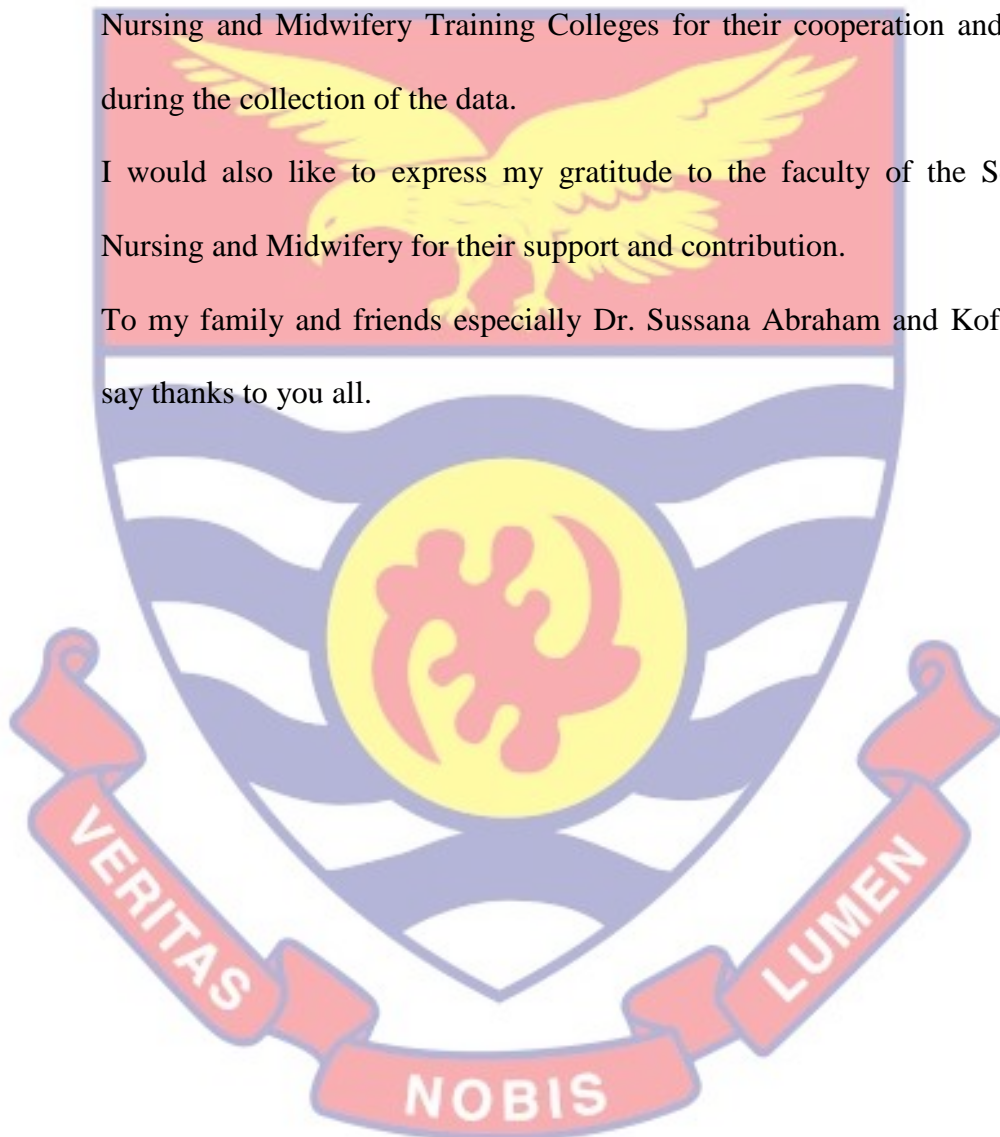 Nursing and Midwifery Training Colleges for their cooperation and
during the collection of the data.
I would also like to express my gratitude to the faculty of the S
Nursing and Midwifery for their support and contribution.
To my family and friends especially Dr. Sussana Abraham and Kof
say thanks to you all.
VERITAS
NOBIS
LUMEN